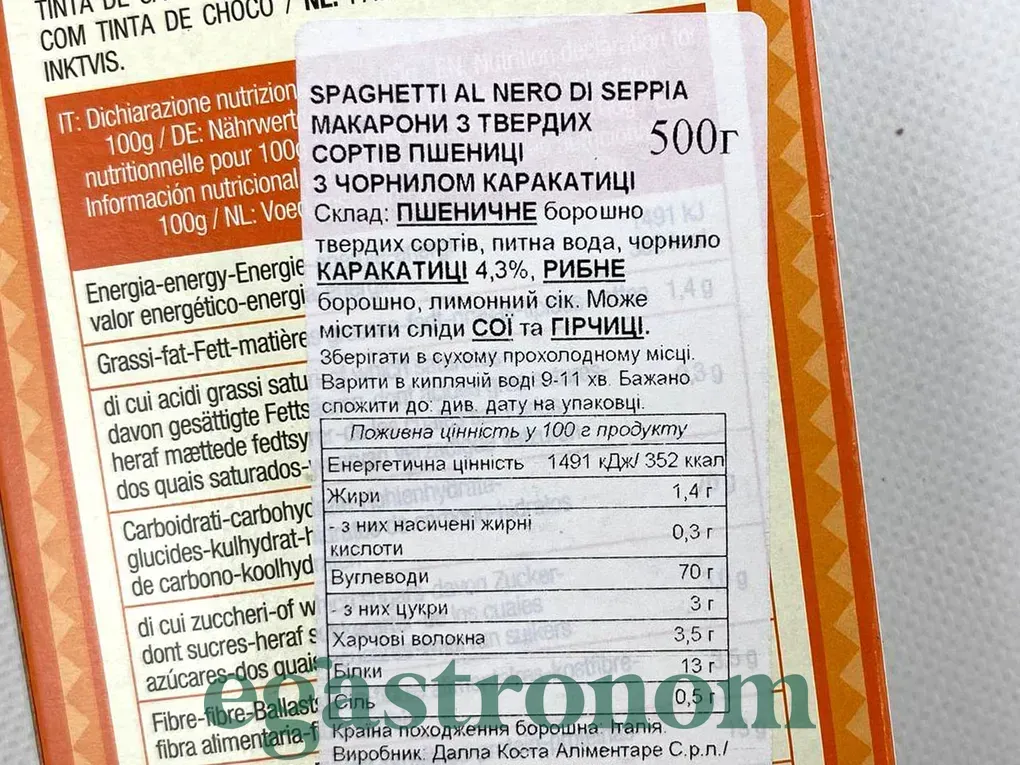 COM TINTA DE CHOCO / NL:
INKTVIS.
IT: Dichiarazione nutrizion
100g / DE: Nährwert
nutritionnelle pour 100g
Información nutricional
100g / NL: Voed
Energia-energy-Energie
valor energético-energi
Grassi-fat-Fett-matière
di cui acidi grassi satu
davon gesättigte Fetts
heraf mættede fedtsy
dos quais saturados-
Carboidrati-carbohyd
glucides-kulhydrat-h
de carbono-koolhyd
di cui zuccheri-of w
dont sucres-heraf s
azúcares-dos quais
Fibre-fibre-Ballasts
fibra alimentaria-f
SPAGHETTI AL NERO DI SEPPIA
МАКАРОНИ З ТВЕРДИХ
СОРТІВ ПШЕНИЦІ
500г
З ЧОРНИЛОМ КАРАКАТИЦІ
Склад: ПШЕНИЧНЕ борошно
твердих сортів, питна вода, чорнило
КАРАКАТИЦІ 4,3%, РИБНЕ
борошно, лимонний сік. Може
містити сліди СОЇ та ГІРЧИЦІ.
Зберігати в сухому прохолодному місці.
Варити в киплячій воді 9-11 хв. Бажано
спожити до: див. дату на упаковці.
Поживна цінність у 100 г продукту
Енергетична цінність 1491 кДж/ 352 ккал
Жири 1,4 г
- з них насичені жирні
кислоти 0,3 г
Вуглеводи 70 г
- з них цукри 3 г
Харчові волокна 3,5 г
Білки 13 г
Сіль 0,5 г
Країна походження борошна: Італія.
Виробник: Далла Коста Аліментаре С.р.л./
egastronom